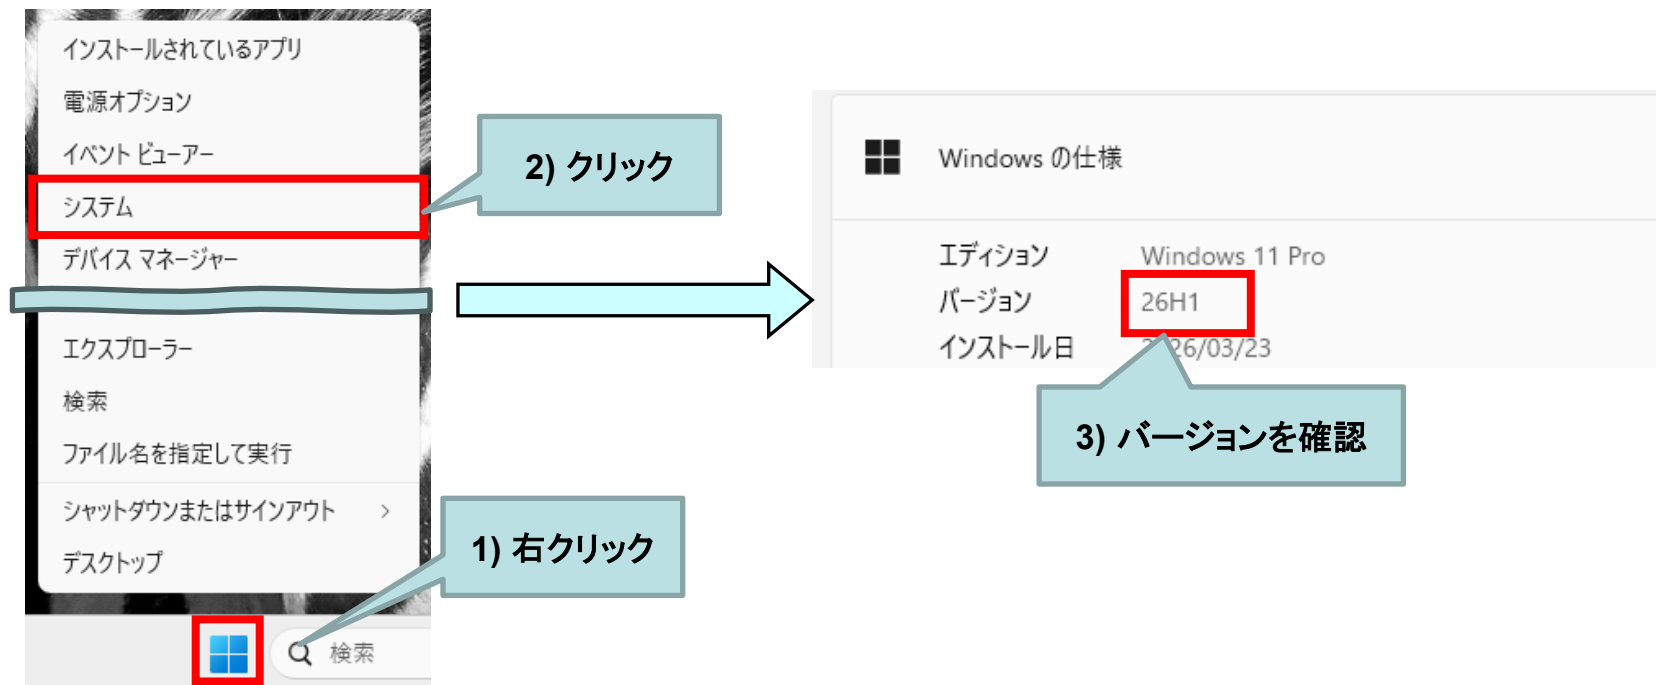 インストールされているアプリ
電源オプション
イベント ビューアー
システム
デバイス マネージャー
エクスプローラー
検索
ファイル名を指定して実行
シャットダウンまたはサインアウト
デスクトップ
検索
1) 右クリック
2) クリック
Windows の仕様
エディション Windows 11 Pro
バージョン 26H1
インストール日 2026/03/23
3) バージョンを確認